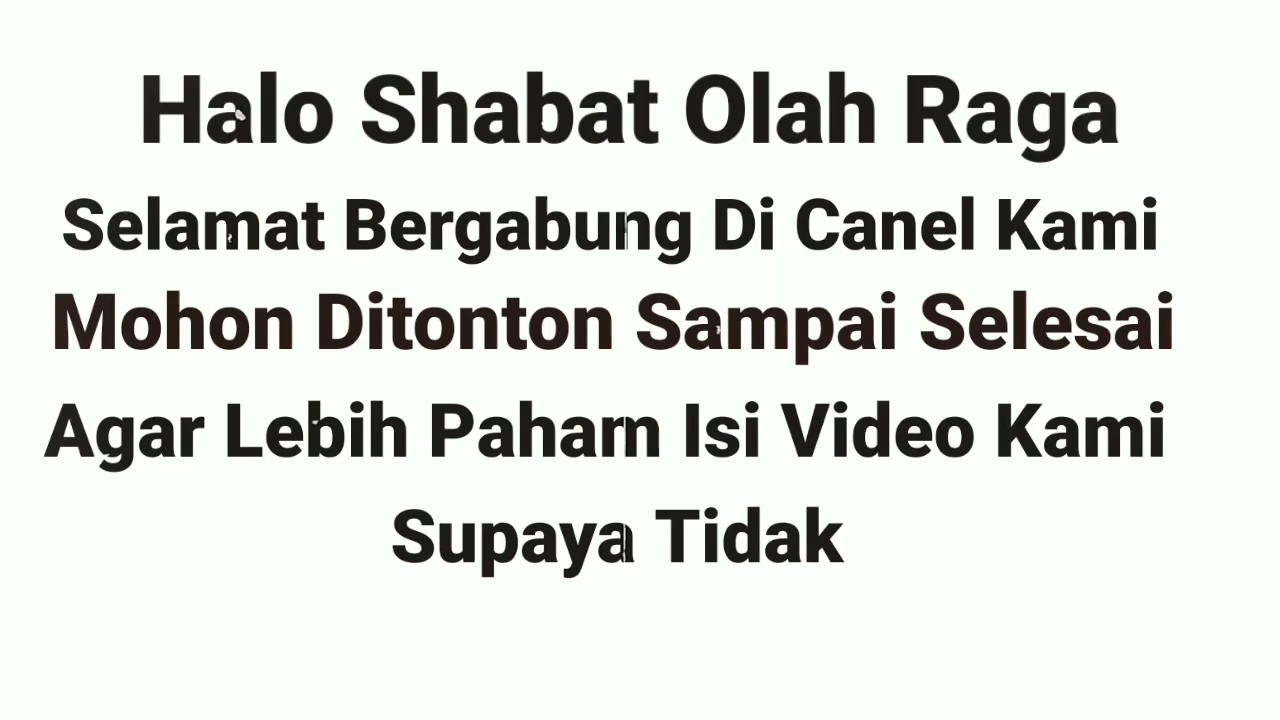 Halo Shabat Olah Raga
Selamat Bergabung Di Canel Kami
Mohon Ditonton Sampai Selesai
Agar Lebih Paham Isi Video Kami
Supaya Tidak